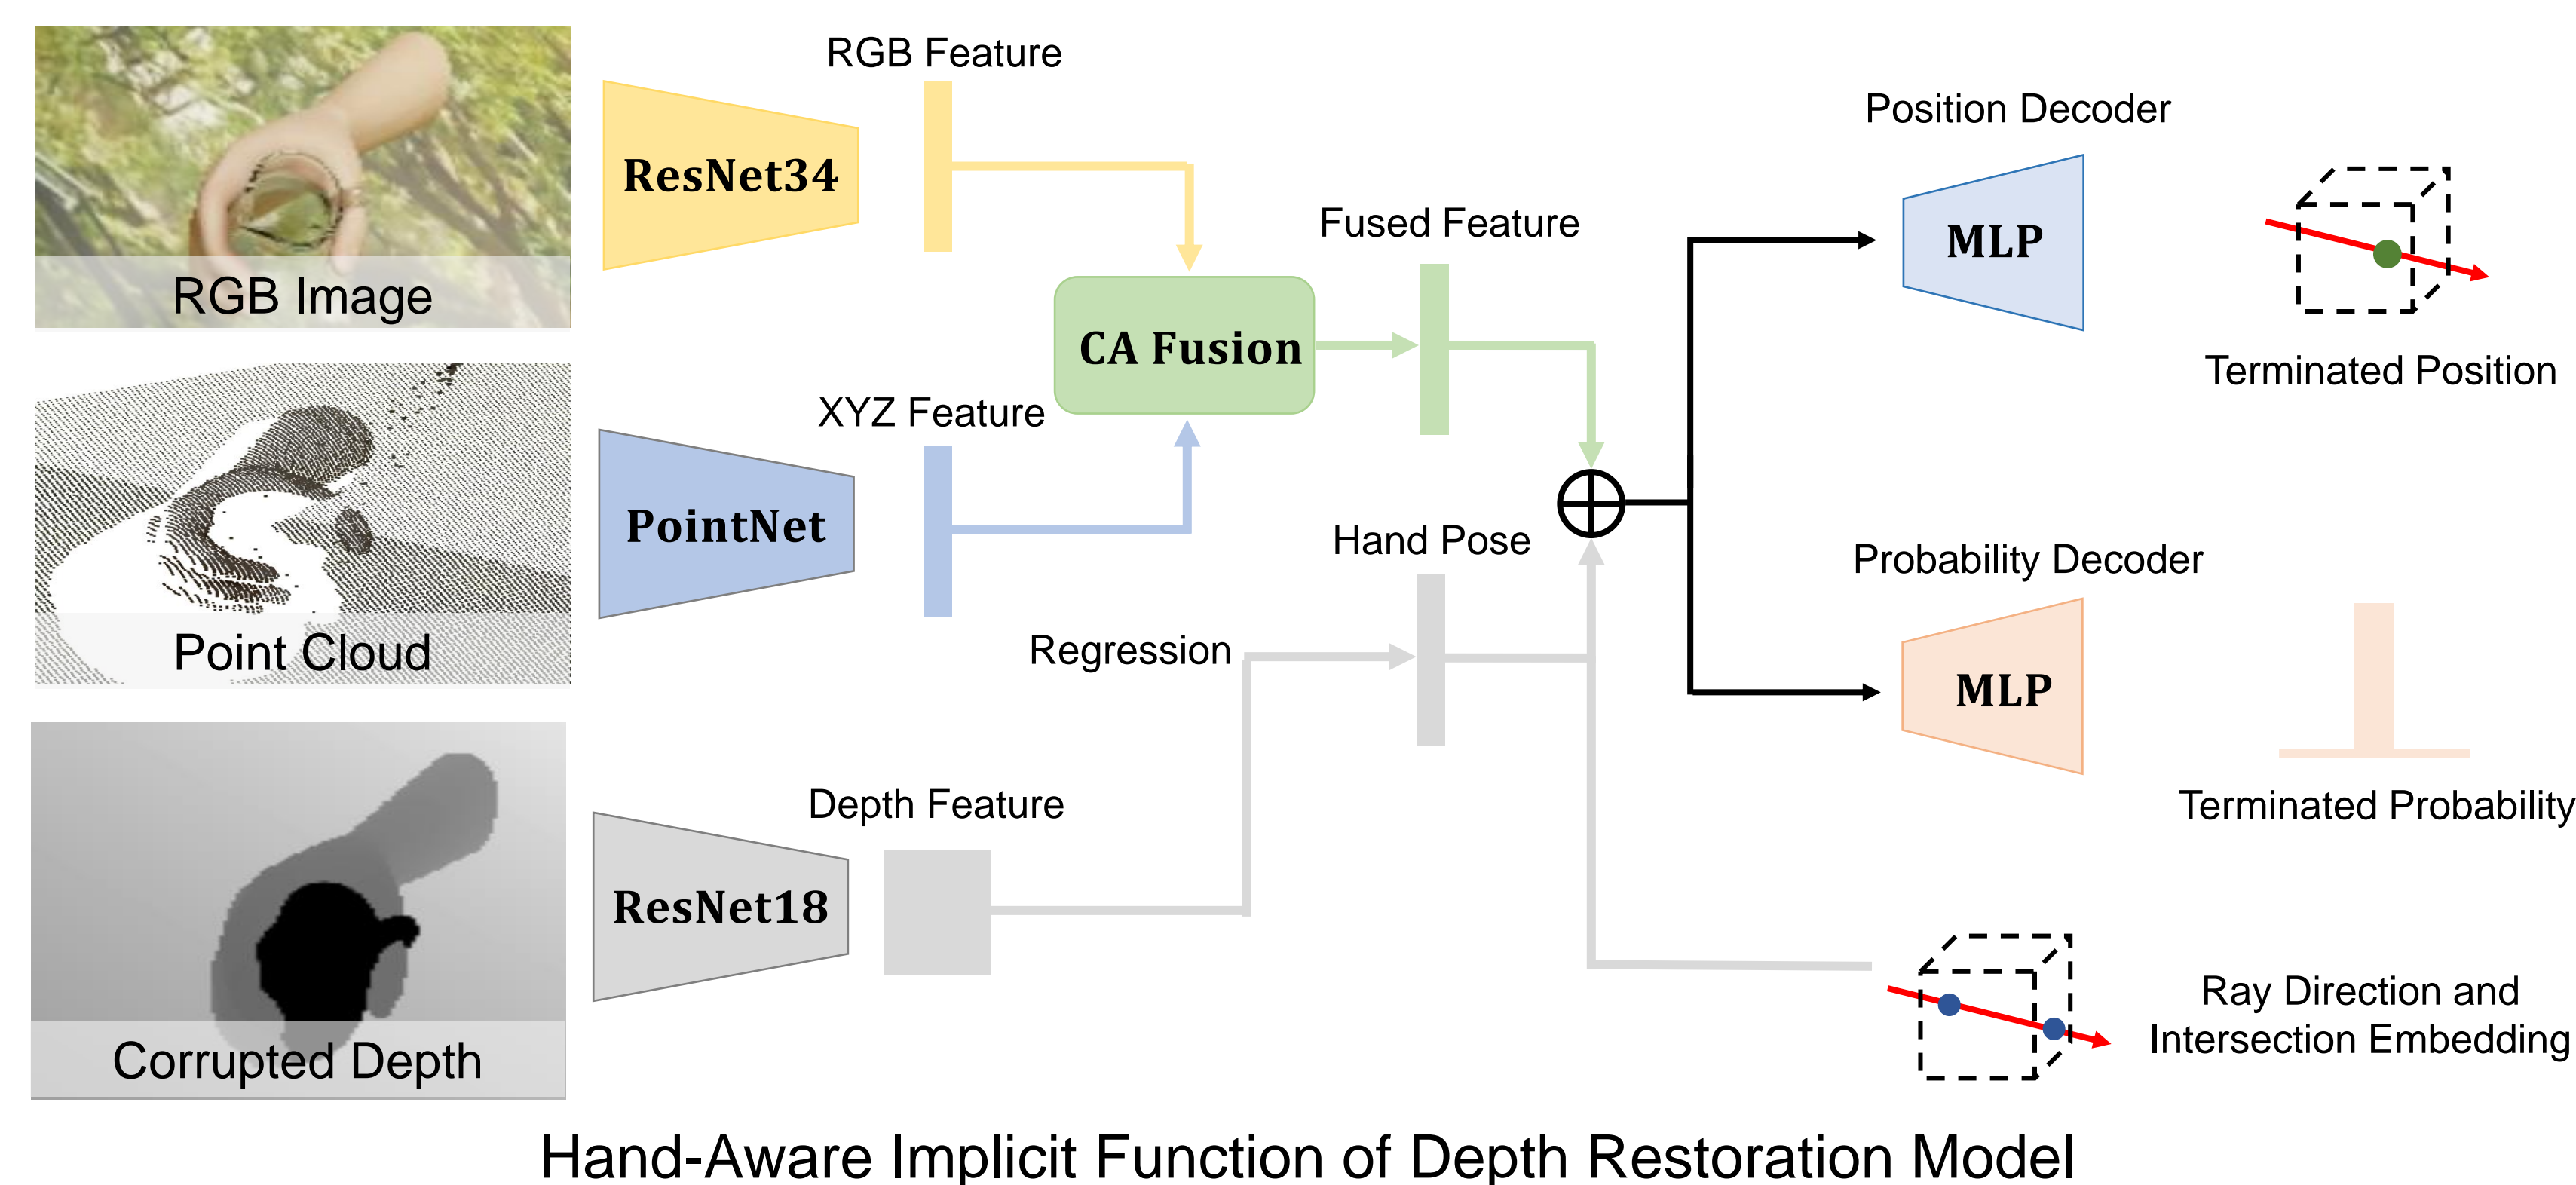 RGB Image
ResNet34
RGB Feature
Point Cloud
PointNet
XYZ Feature
CA Fusion
Fused Feature
Corrupted Depth
ResNet18
Depth Feature
Regression
Hand Pose
Position Decoder
MLP
Terminated Position
Probability Decoder
MLP
Terminated Probability
Ray Direction and
Intersection Embedding
Hand-Aware Implicit Function of Depth Restoration Model